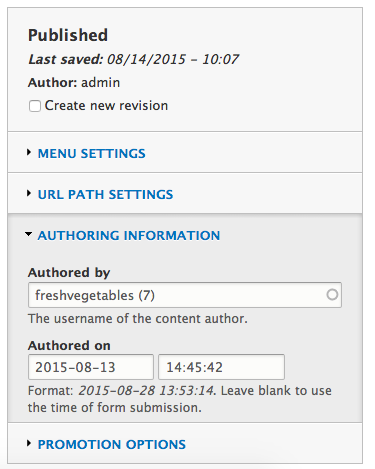 Published
Last saved: 08/14/2015 - 10:07
Author: admin
Create new revision
MENU SETTINGS
URL PATH SETTINGS
AUTHORING INFORMATION
Authored by
freshvegetables (7)
The username of the content author.
Authored on
2015-08-13 14:45:42
Format: 2015-08-28 13:53:14. Leave blank to use
the time of form submission.
PROMOTION OPTIONS